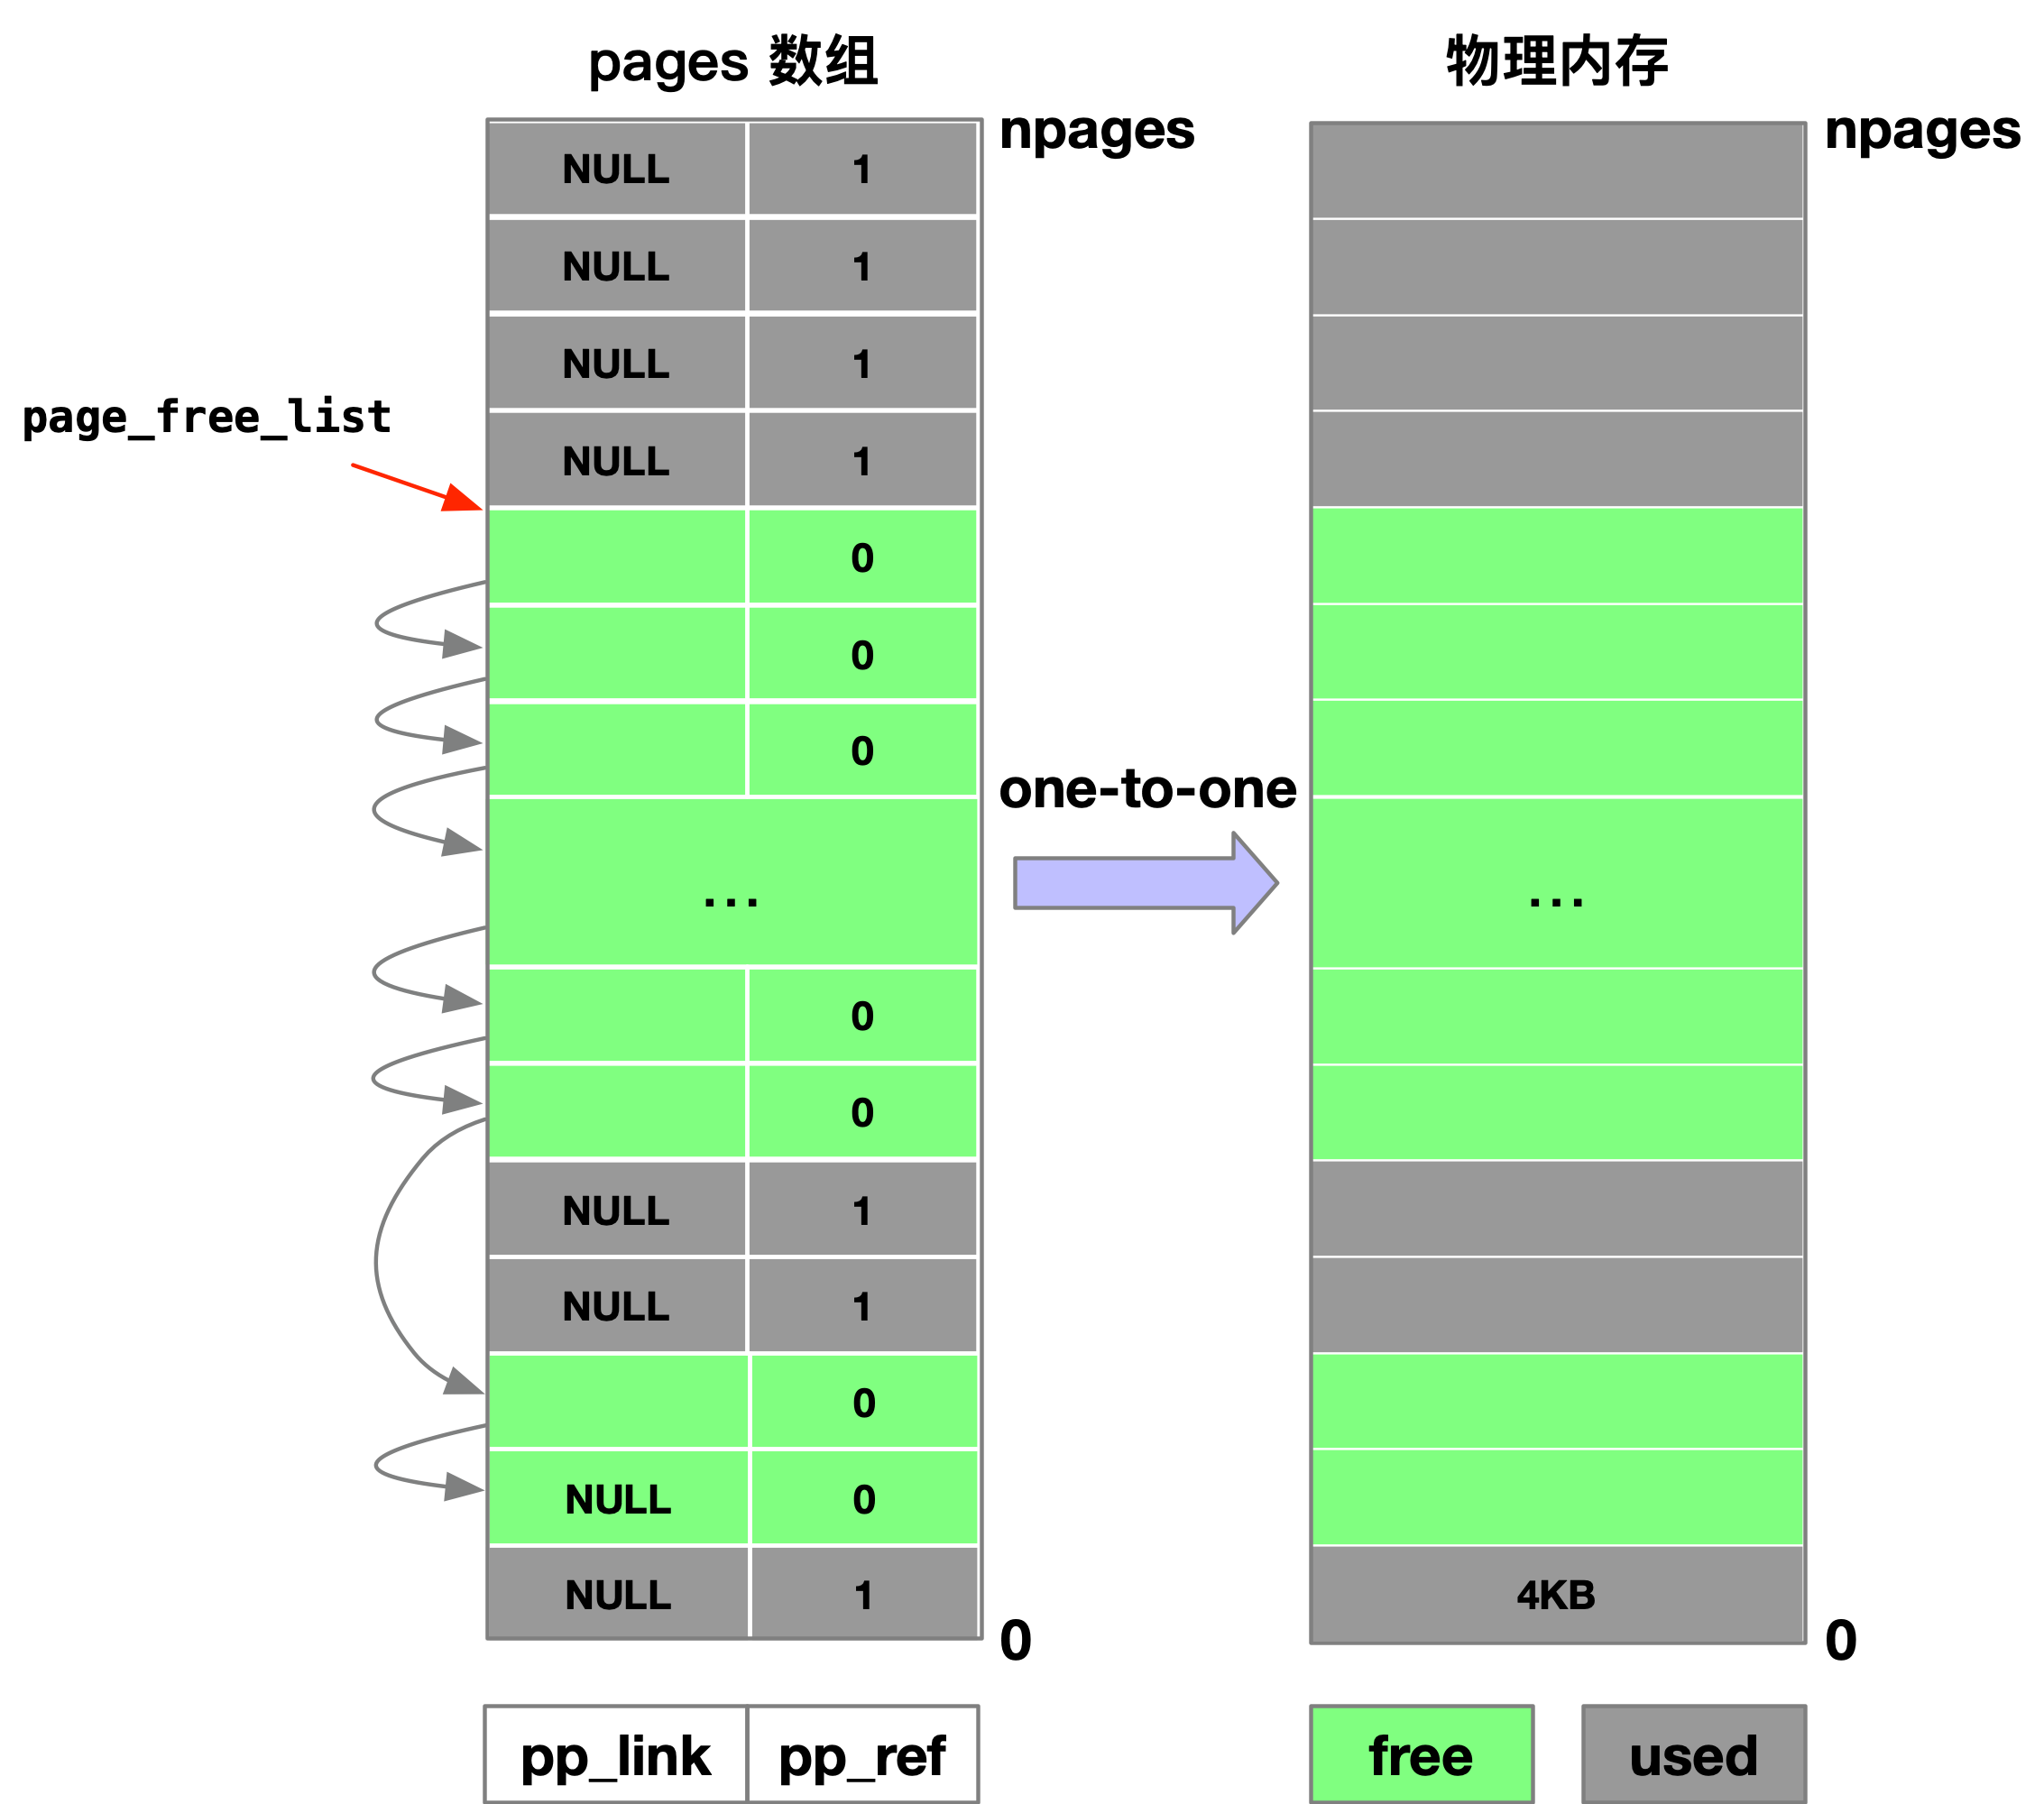 pages 数组
物理内存
npages
npages
NULL 1
NULL 1
NULL 1
page_free_list
NULL 1
0
0
0
one-to-one
...
...
0
0
NULL 1
NULL 1
0
NULL 0
NULL 1
4KB
0
0
pp_link pp_ref
free
used